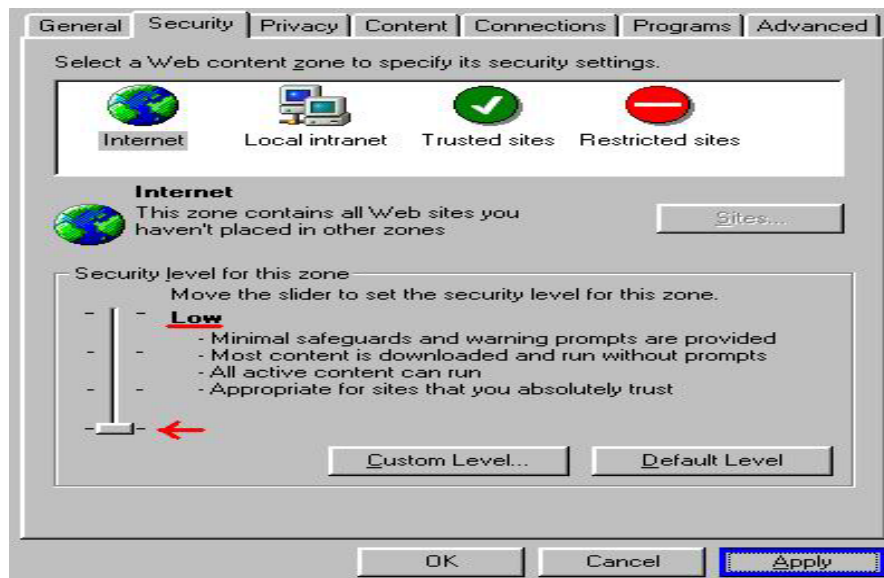 General Security Privacy Content Connections Programs Advanced
Select a Web content zone to specify its security settings.
Internet Local intranet Trusted sites Restricted sites
Internet
This zone contains all Web sites you
haven't placed in other zones
Sites...
Security level for this zone
Move the slider to set the security level for this zone.
Low
- Minimal safeguards and warning prompts are provided
- Most content is downloaded and run without prompts
- All active content can run
- Appropriate for sites that you absolutely trust
Custom Level... Default Level
OK Cancel Apply